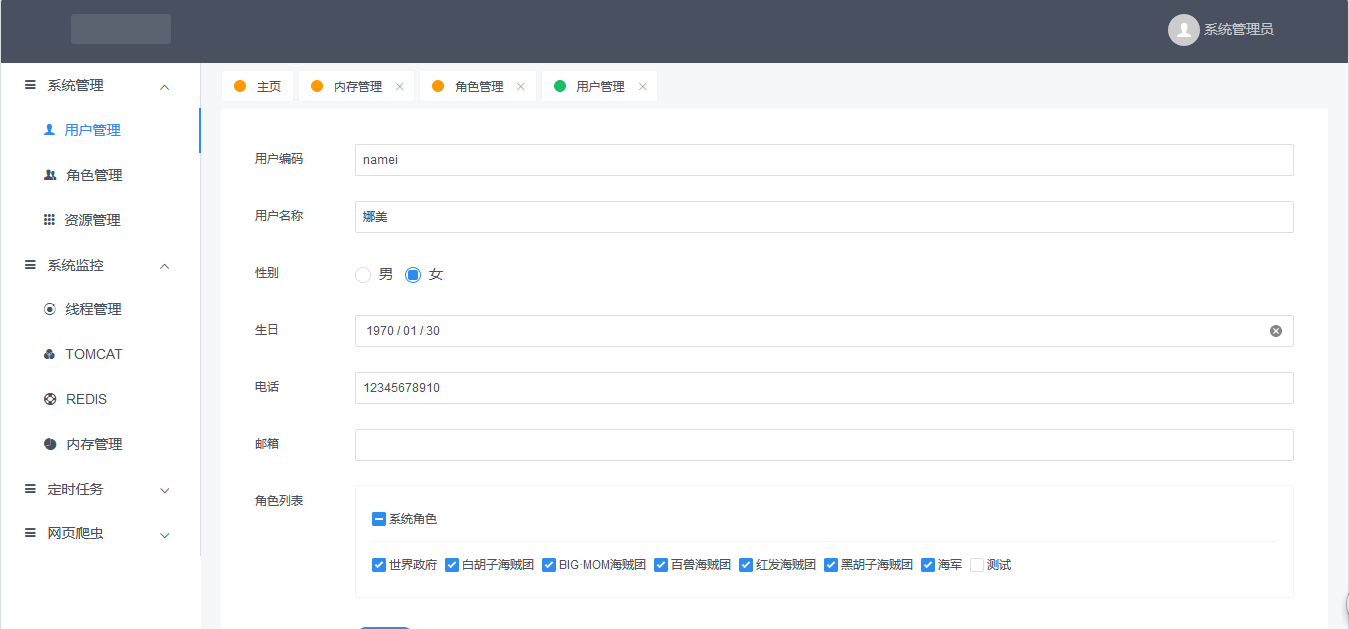 系统管理员
系统管理
用户管理
角色管理
资源管理
系统监控
线程管理
TOMCAT
REDIS
内存管理
定时任务
网页爬虫
主页 内存管理 角色管理 用户管理
用户编码 namei
用户名称 娜美
性别 男 女
生日 1970 / 01 / 30
电话 12345678910
邮箱
角色列表
系统角色
世界政府 白胡子海贼团 BIG·MOM海贼团 百兽海贼团 红发海贼团 黑胡子海贼团 海军 测试